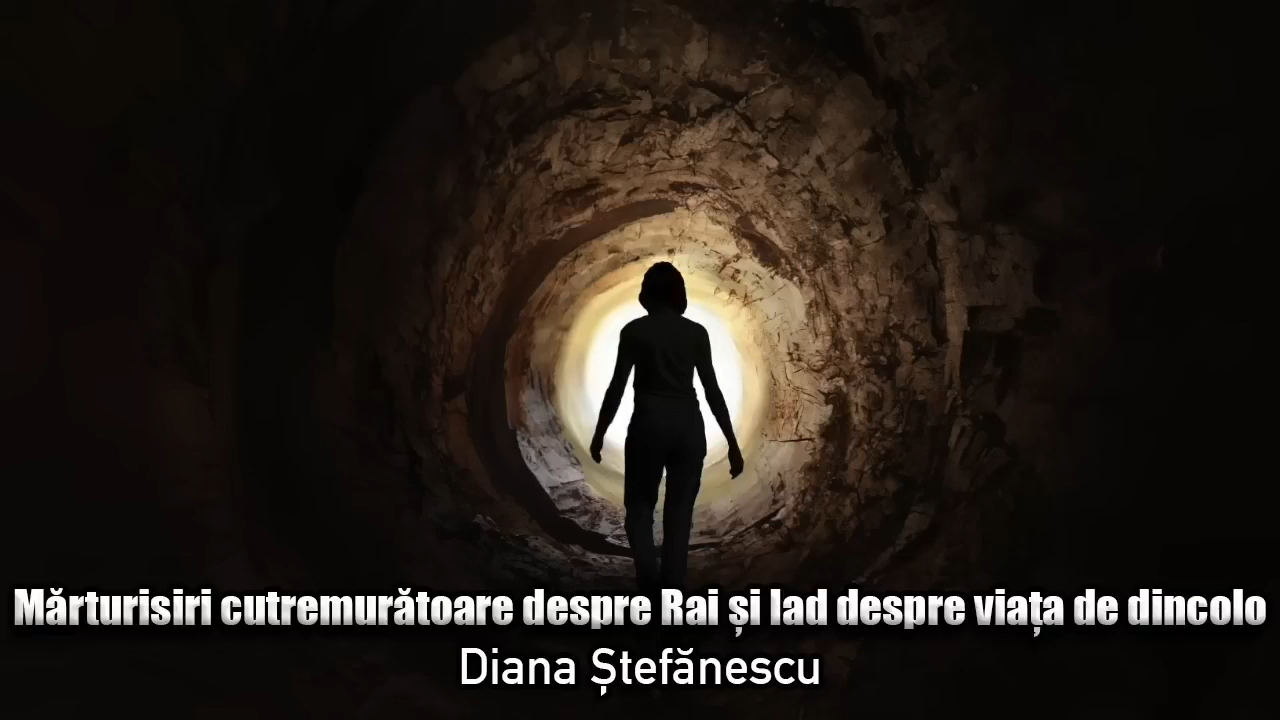 Mărturisiri cutremurătoare despre Rai și Iad despre viața de dincolo
Diana Ștefănescu